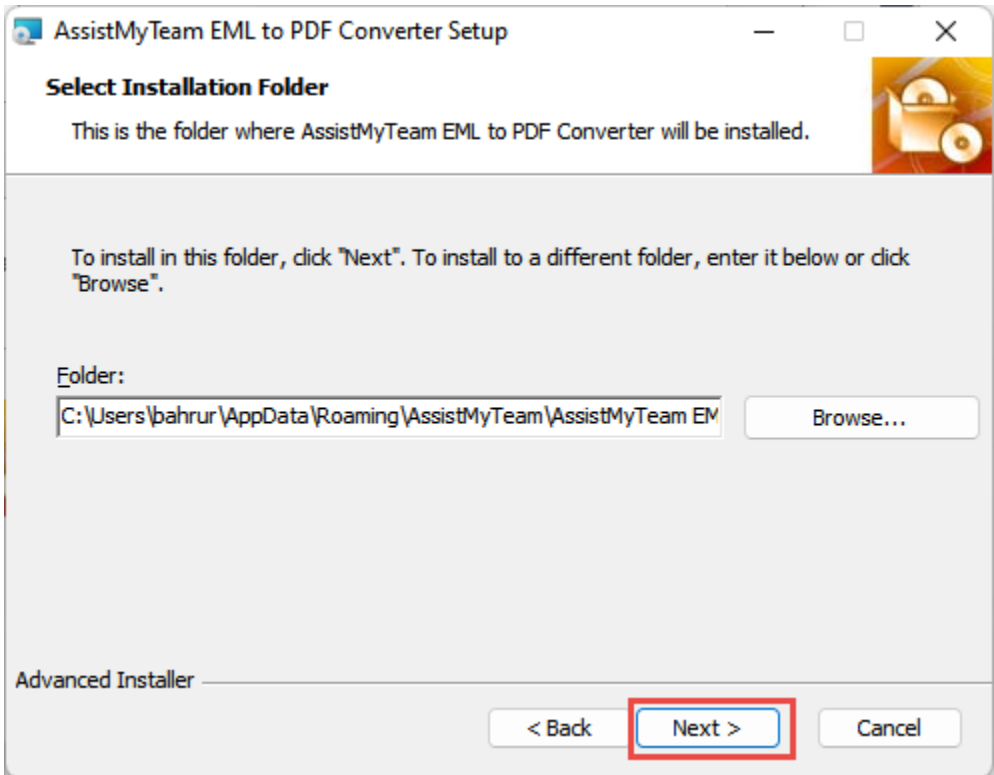 AssistMyTeam EML to PDF Converter Setup
Select Installation Folder
This is the folder where AssistMyTeam EML to PDF Converter will be installed.
To install in this folder, click "Next". To install to a different folder, enter it below or click
"Browse".
Folder:
C:\Users\bahrur\AppData\Roaming\AssistMyTeam\AssistMyTeam EM
Browse...
Advanced Installer
< Back
Next >
Cancel